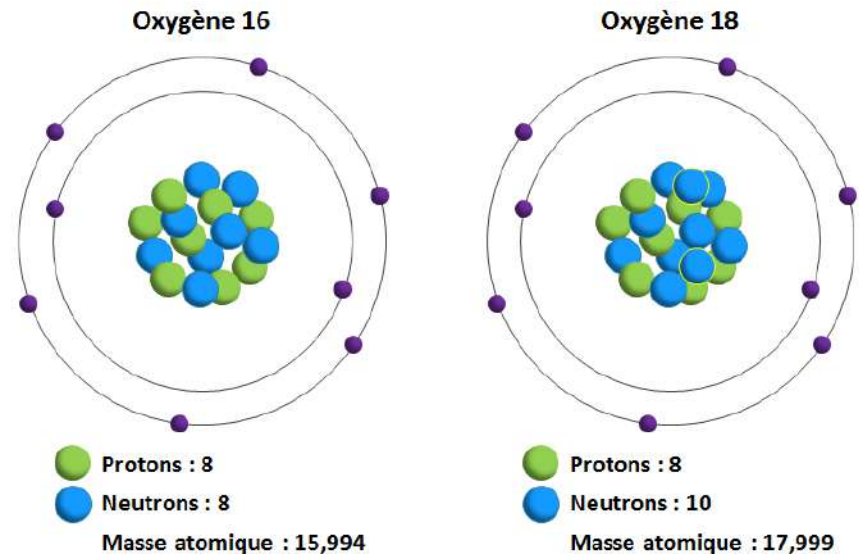 Oxygène 16
Protons : 8
Neutrons : 8
Masse atomique : 15,994
Oxygène 18
Protons : 8
Neutrons : 10
Masse atomique : 17,999